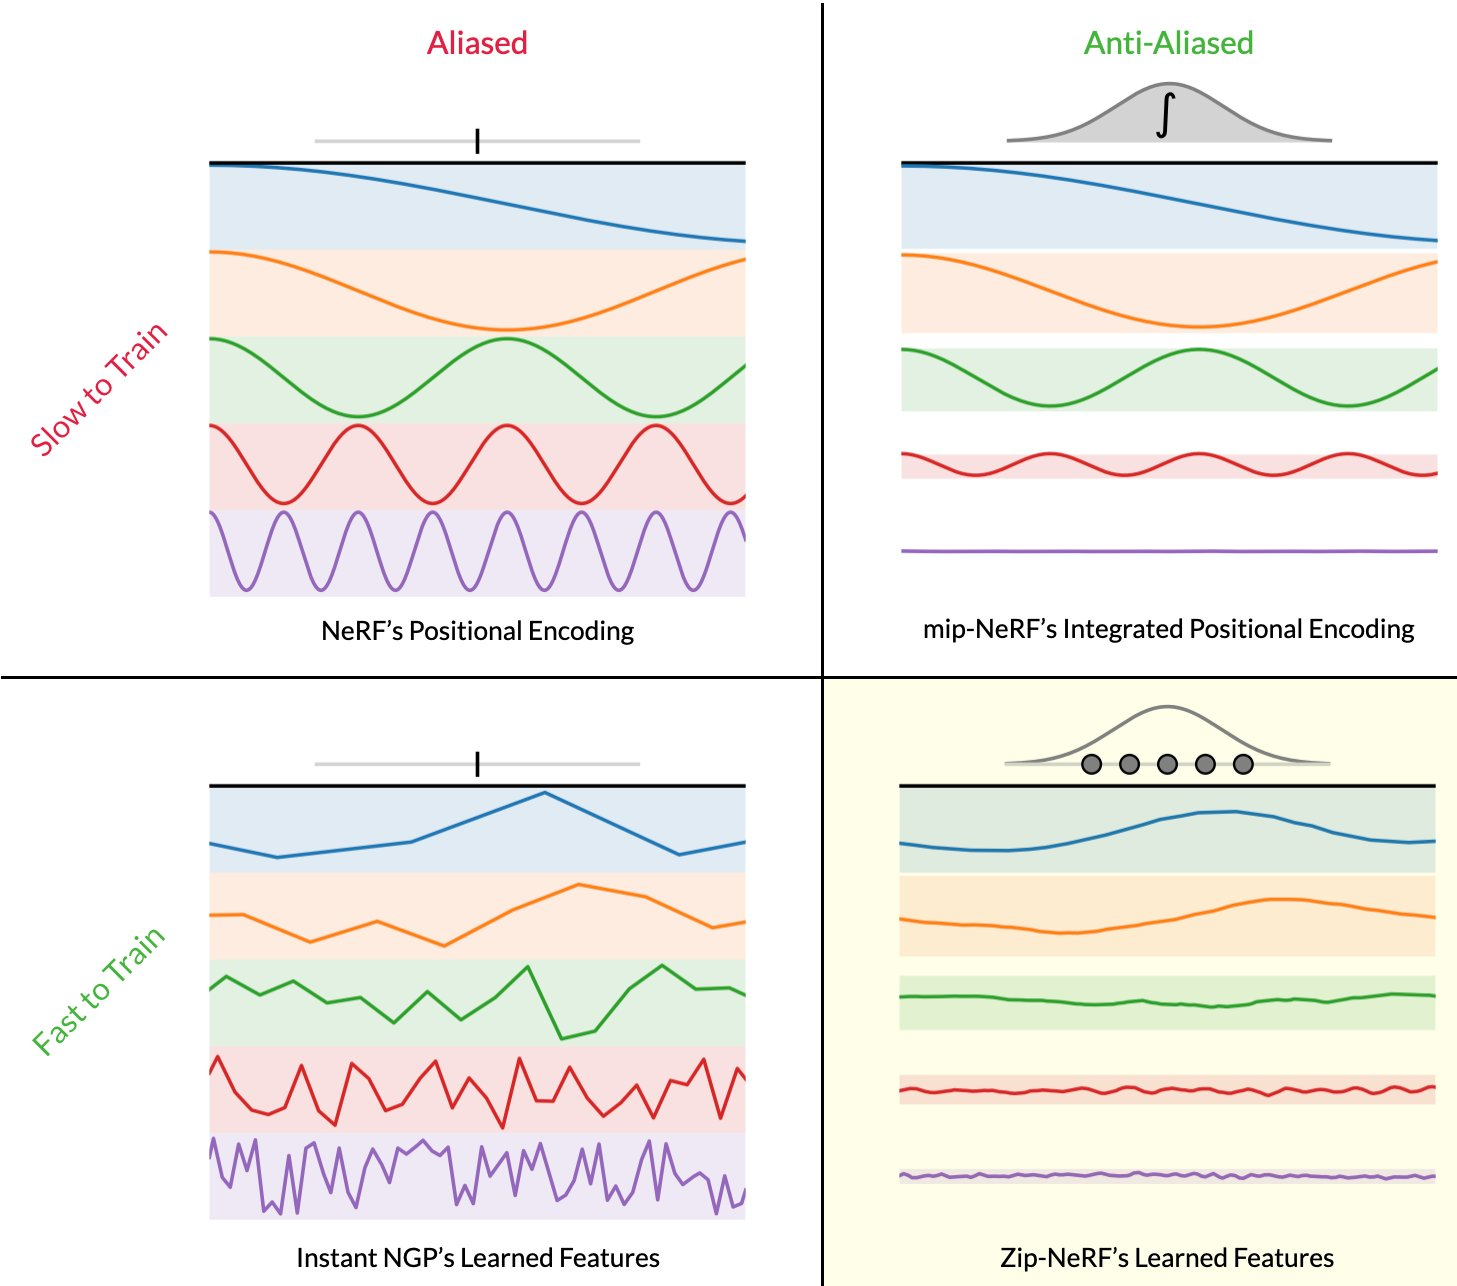 Aliased
Anti-Aliased
∫
Slow to Train
NeRF’s Positional Encoding
mip-NeRF’s Integrated Positional Encoding
Fast to Train
Instant NGP’s Learned Features
Zip-NeRF’s Learned Features